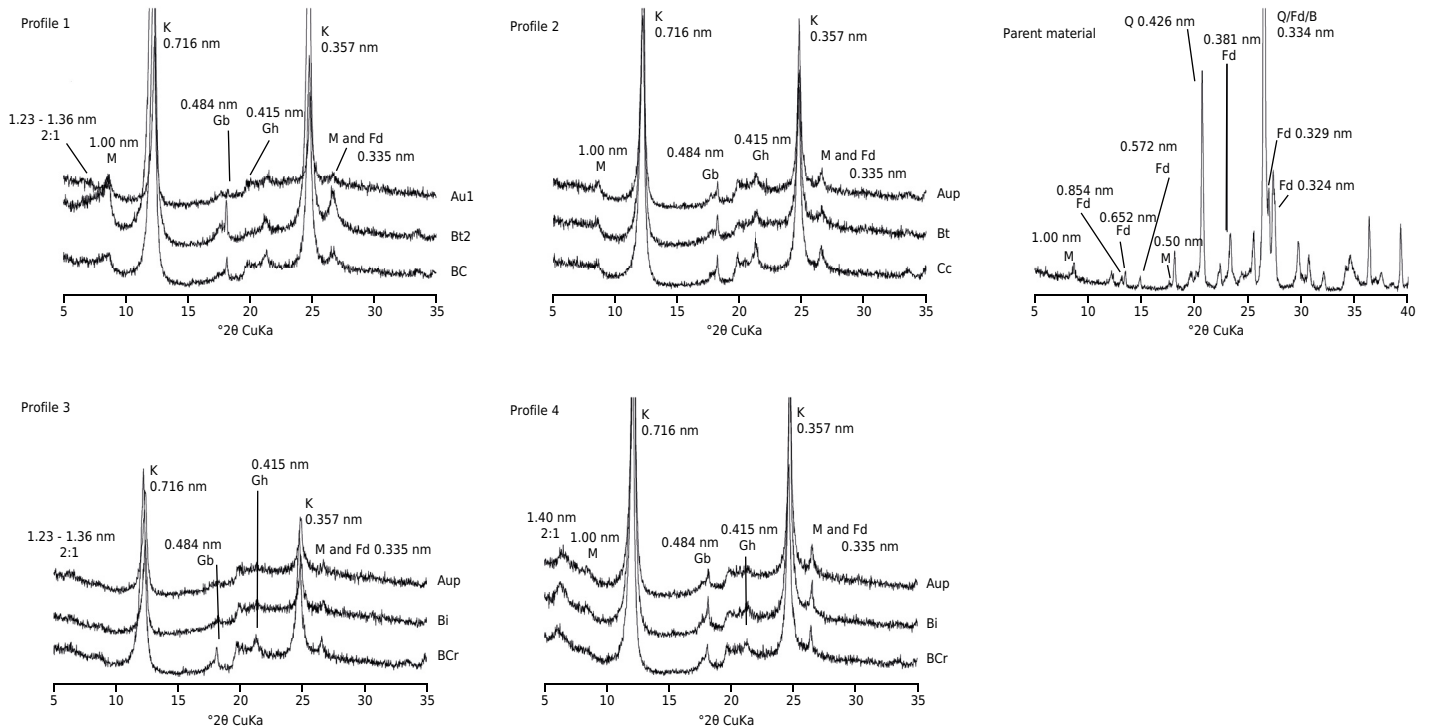 Profile 1
K
0.716 nm
K
0.357 nm
1.23 - 1.36 nm
2:1
1.00 nm
M
0.484 nm
Gb
0.415 nm
Gh
M and Fd
0.335 nm
Au1
Bt2
BC
5 10 15 20 25 30 35
°2θ CuKa
Profile 2
K
0.716 nm
K
0.357 nm
1.00 nm
M
0.484 nm
Gb
0.415 nm
Gh
M and Fd
0.335 nm
Aup
Bt
Cc
5 10 15 20 25 30 35
°2θ CuKa
Parent material
Q 0.426 nm
0.381 nm
Fd
Q/Fd/B
0.334 nm
Fd 0.329 nm
Fd 0.324 nm
0.572 nm
Fd
0.854 nm
Fd
0.652 nm
Fd
1.00 nm
M
0.50 nm
M
5 10 15 20 25 30 35 40
°2θ CuKa
Profile 3
K
0.716 nm
0.415 nm
Gh
K
0.357 nm
1.23 - 1.36 nm
2:1
0.484 nm
Gb
M and Fd 0.335 nm
Aup
Bi
BCr
5 10 15 20 25 30 35
°2θ CuKa
Profile 4
K
0.716 nm
K
0.357 nm
1.40 nm
2:1
1.00 nm
M
0.484 nm
Gb
0.415 nm
Gh
M and Fd
0.335 nm
Aup
Bi
BCr
5 10 15 20 25 30 35
°2θ CuKa